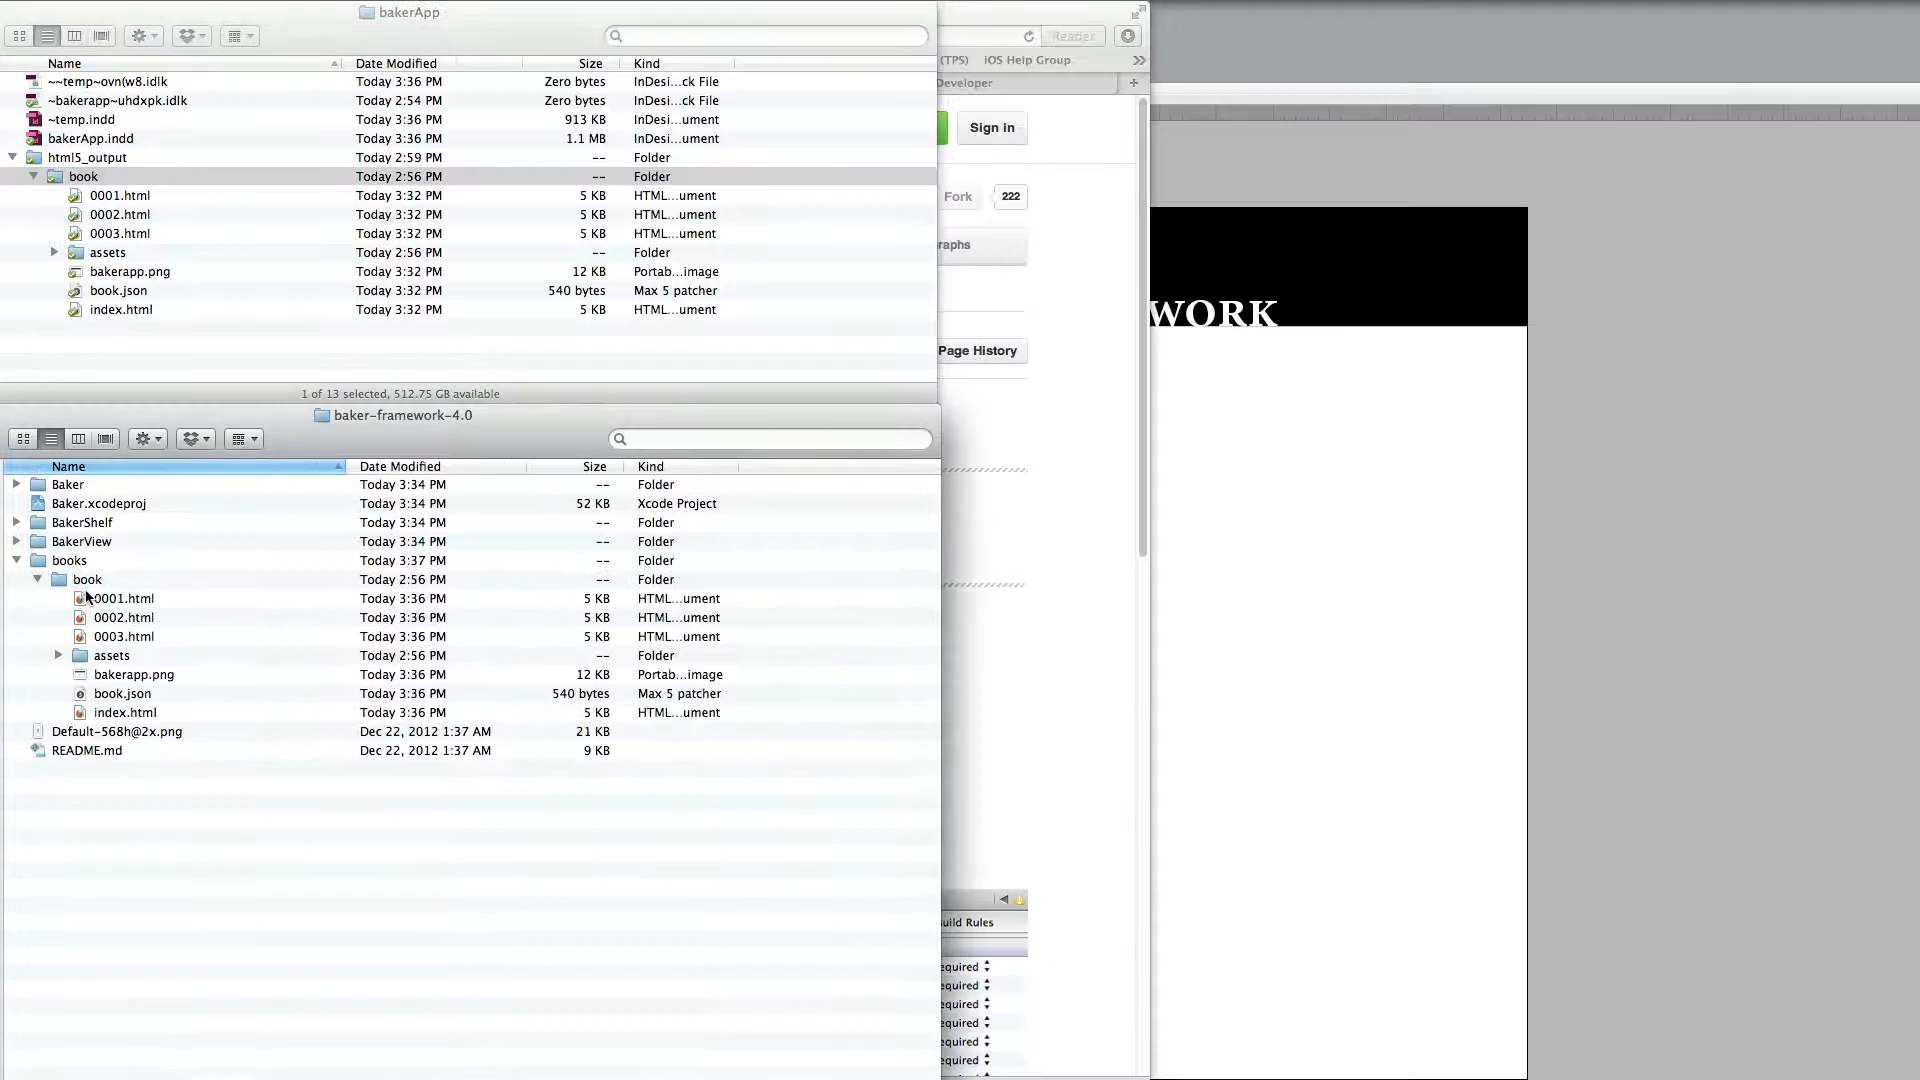 bakerApp
Name Date Modified Size Kind
~~temp~ovn(w8.idlk Today 3:36 PM Zero bytes InDesi...ck File
~bakerapp~uhdxpk.idlk Today 2:54 PM Zero bytes InDesi...ck File
~temp.indd Today 3:36 PM 913 KB InDesi...ument
bakerApp.indd Today 3:36 PM 1.1 MB InDesi...ument
html5_output Today 2:59 PM -- Folder
book Today 2:56 PM -- Folder
0001.html Today 3:32 PM 5 KB HTML...ument
0002.html Today 3:32 PM 5 KB HTML...ument
0003.html Today 3:32 PM 5 KB HTML...ument
assets Today 2:56 PM -- Folder
bakerapp.png Today 3:32 PM 12 KB Portab...image
book.json Today 3:32 PM 540 bytes Max 5 patcher
index.html Today 3:32 PM 5 KB HTML...ument
1 of 13 selected, 512.75 GB available
baker-framework-4.0
Name Date Modified Size Kind
Baker Today 3:34 PM -- Folder
Baker.xcodeproj Today 3:34 PM 52 KB Xcode Project
BakerShelf Today 3:34 PM -- Folder
BakerView Today 3:34 PM -- Folder
books Today 3:37 PM -- Folder
book Today 2:56 PM -- Folder
0001.html Today 3:36 PM 5 KB HTML...ument
0002.html Today 3:36 PM 5 KB HTML...ument
0003.html Today 3:36 PM 5 KB HTML...ument
assets Today 2:56 PM -- Folder
bakerapp.png Today 3:36 PM 12 KB Portab...image
book.json Today 3:36 PM 540 bytes Max 5 patcher
index.html Today 3:36 PM 5 KB HTML...ument
Default-568h@2x.png Dec 22, 2012 1:37 AM 21 KB
README.md Dec 22, 2012 1:37 AM 9 KB
Reader
(TPS) iOS Help Group
Developer
Sign in
Fork 222
raphs
Page History
uild Rules
equired
equired
equired
equired
equired
equired
WORK